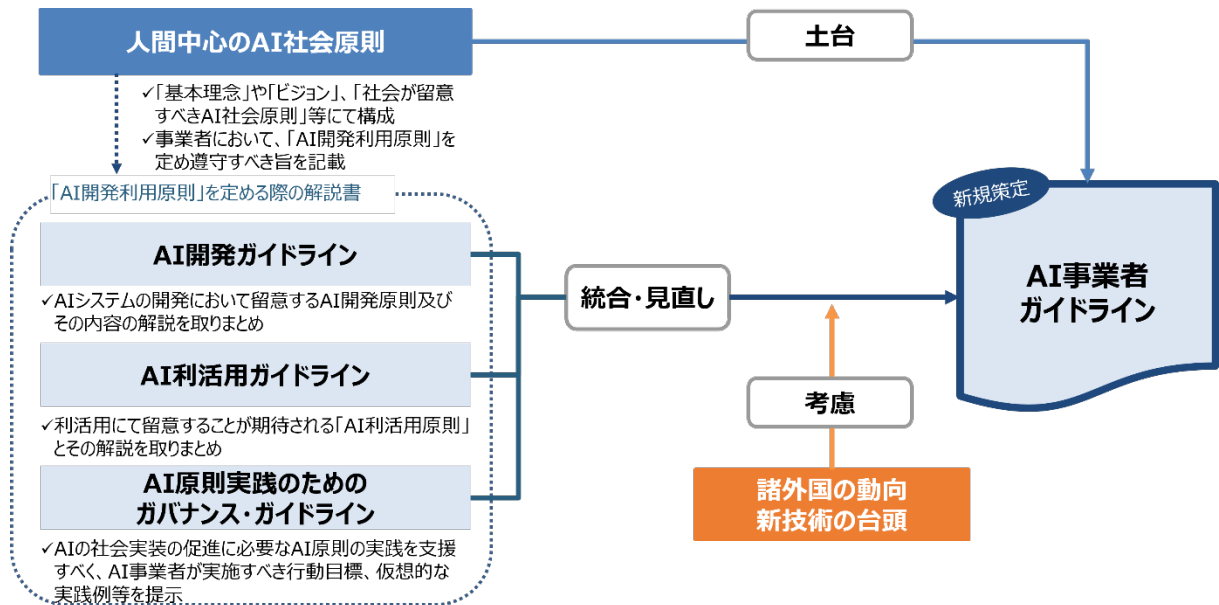 人間中心のAI社会原則
土台
✓「基本理念」や「ビジョン」、「社会が留意
すべきAI社会原則」等にて構成
✓事業者において、「AI開発利用原則」を
定め遵守すべき旨を記載
「AI開発利用原則」を定める際の解説書
AI開発ガイドライン
✓AIシステムの開発において留意するAI開発原則及び
その内容の解説を取りまとめ
AI利活用ガイドライン
✓利活用にて留意することが期待される「AI利活用原則」
とその解説を取りまとめ
AI原則実践のための
ガバナンス・ガイドライン
✓AIの社会実装の促進に必要なAI原則の実践を支援
すべく、AI事業者が実施すべき行動目標、仮想的な
実践例等を提示
統合・見直し
考慮
諸外国の動向
新技術の台頭
新規策定
AI事業者
ガイドライン